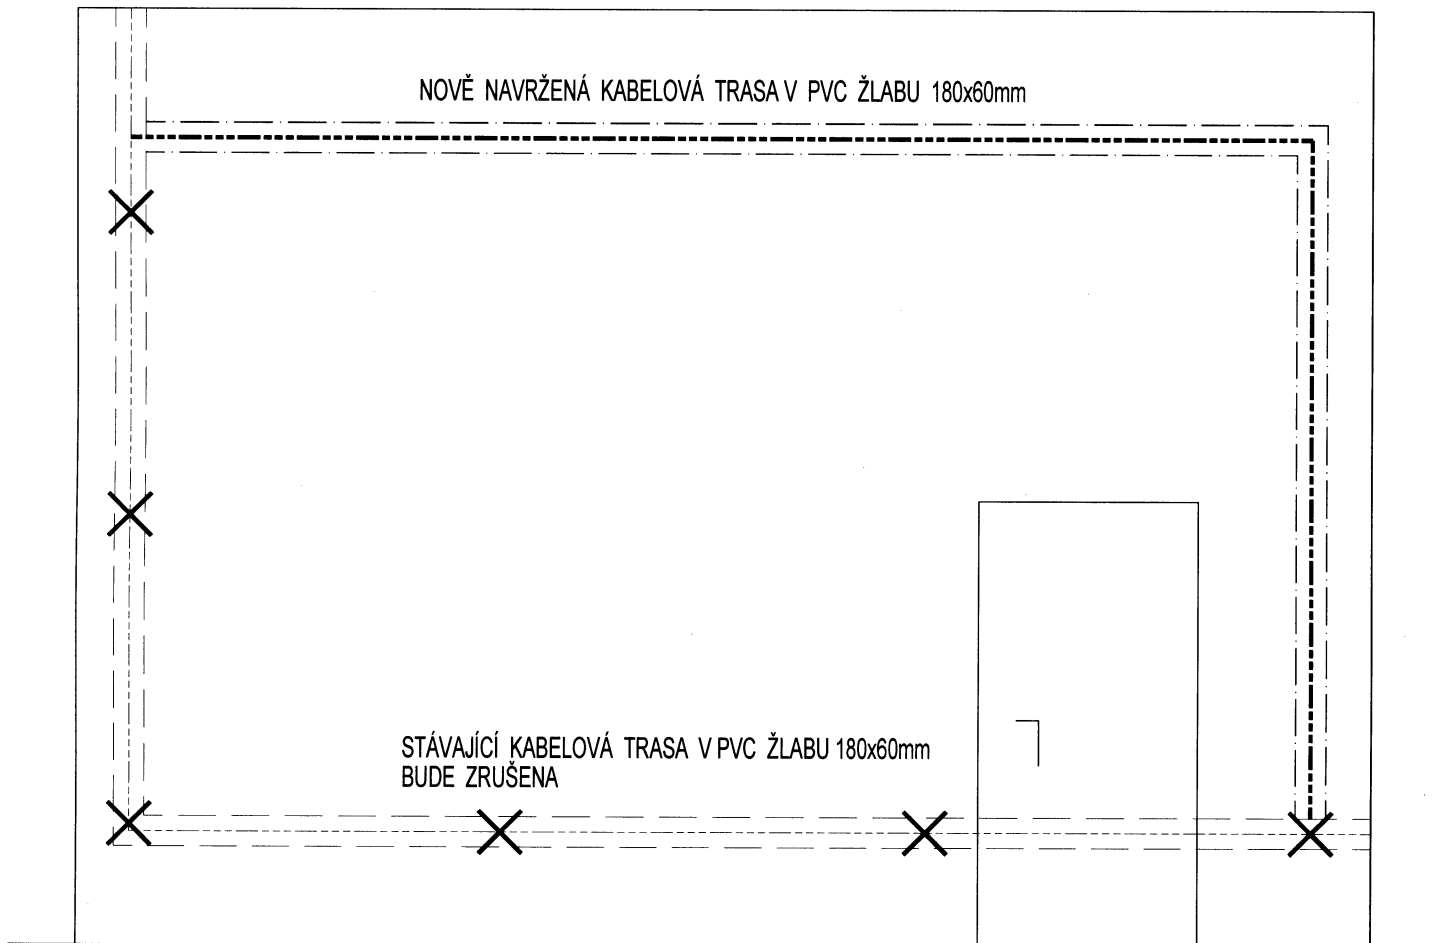 NOVĚ NAVRŽENÁ KABELOVÁ TRASA V PVC ŽLABU 180x60mm
STÁVAJÍCÍ KABELOVÁ TRASA V PVC ŽLABU 180x60mm
BUDE ZRUŠENA